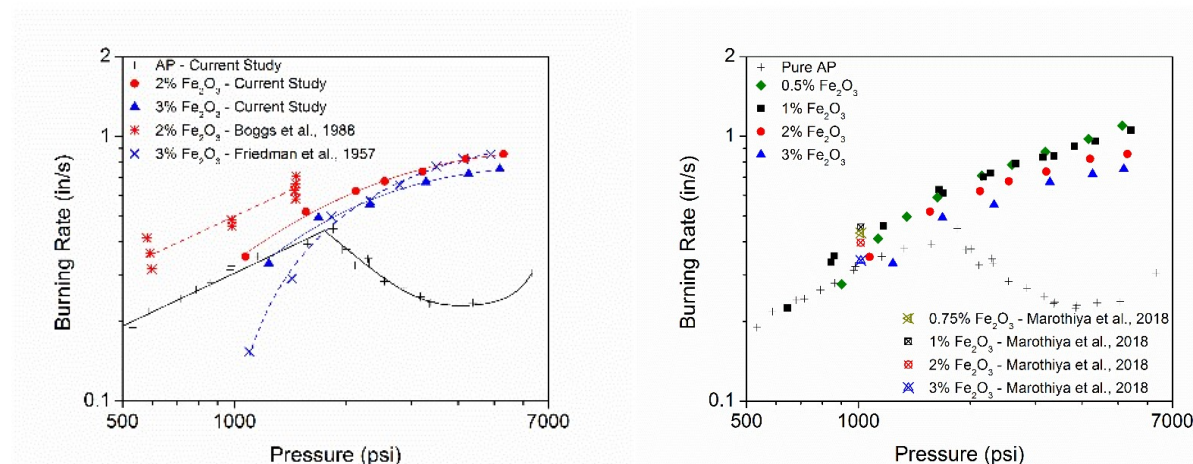 2
AP - Current Study
2% Fe₂O₃ - Current Study
3% Fe₂O₃ - Current Study
2% Fe₂O₃ - Boggs et al., 1988
3% Fe₂O₃ - Friedman et al., 1957
1
0.1
Burning Rate (in/s)
500
1000
7000
Pressure (psi)
2
Pure AP
0.5% Fe₂O₃
1% Fe₂O₃
2% Fe₂O₃
3% Fe₂O₃
1
0.75% Fe₂O₃ - Marothiya et al., 2018
1% Fe₂O₃ - Marothiya et al., 2018
2% Fe₂O₃ - Marothiya et al., 2018
3% Fe₂O₃ - Marothiya et al., 2018
0.1
Burning Rate (in/s)
500
1000
7000
Pressure (psi)